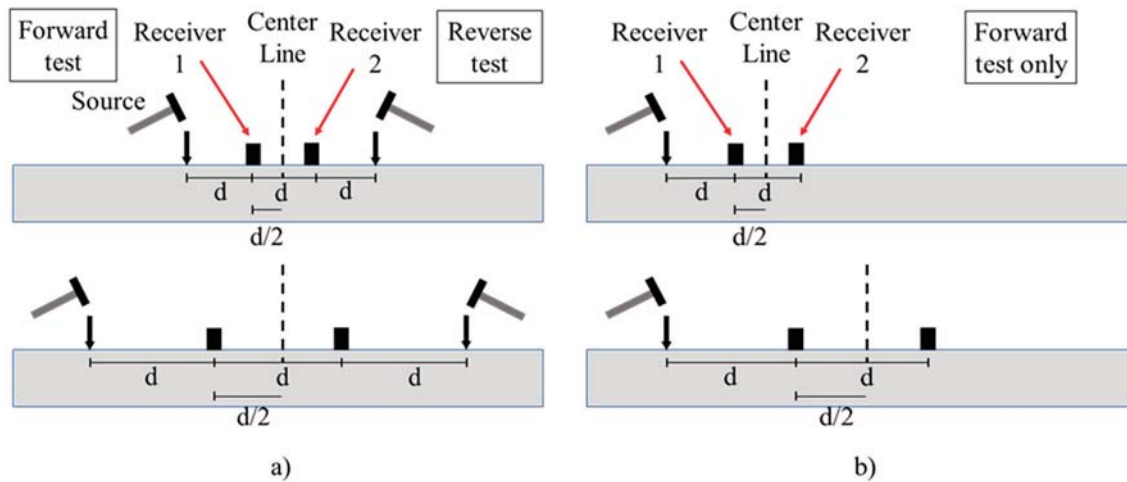 Forward
test
Receiver
1
Center
Line
Receiver
2
Reverse
test
Source
d
d
d
d/2
d
d
d
d/2
a)
Receiver
1
Center
Line
Receiver
2
Forward
test only
d
d
d/2
d
d
d/2
b)